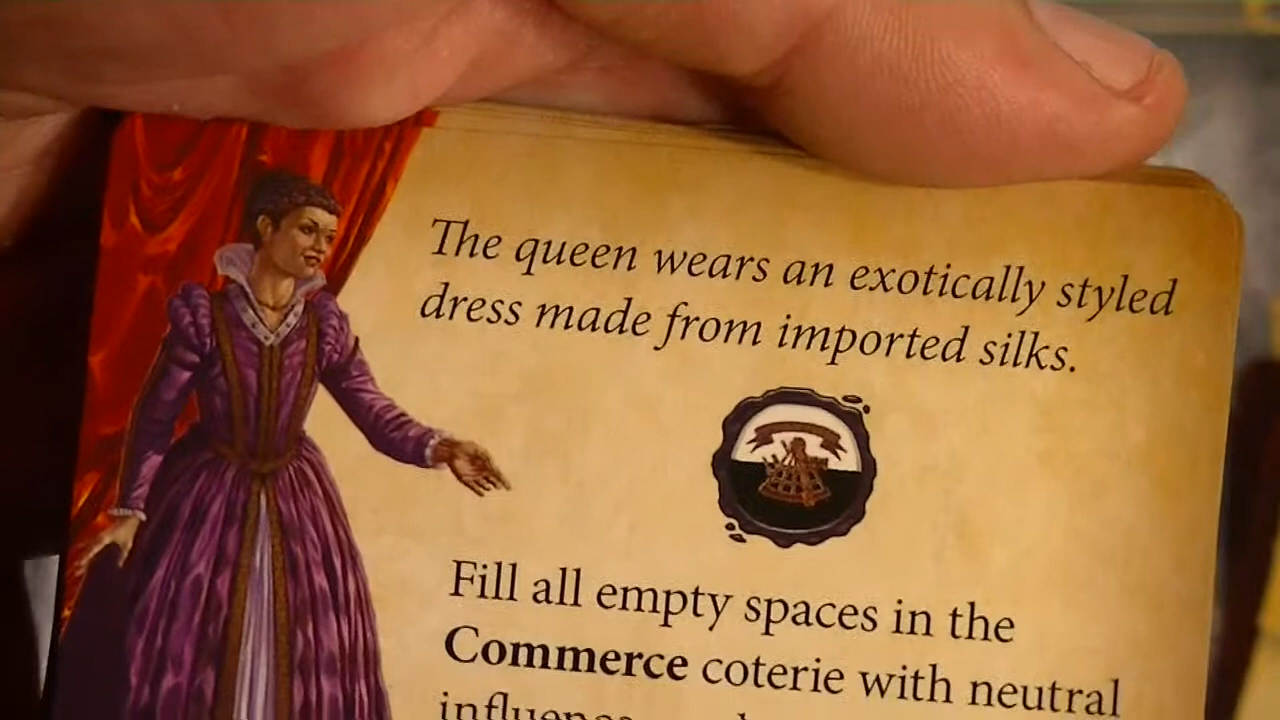 The queen wears an exotically styled
dress made from imported silks.
Fill all empty spaces in the
Commerce coterie with neutral